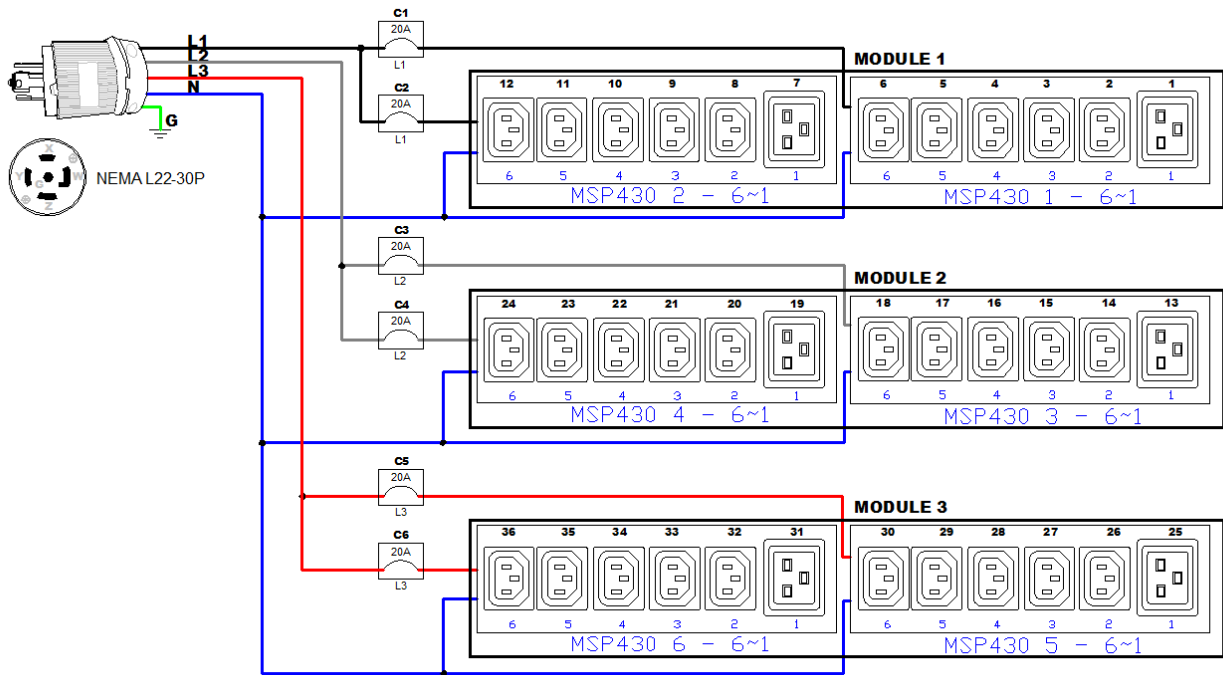 C1
20A
L1
L1
L2
L3
N
G
NEMA L22-30P
X
Y
W
G
Z
C2
20A
L1
MODULE 1
12 11 10 9 8 7
6 5 4 3 2 1
6 5 4 3 2 1
6 5 4 3 2 1
MSP430 2 - 6~1
MSP430 1 - 6~1
C3
20A
L2
C4
20A
L2
MODULE 2
24 23 22 21 20 19
18 17 16 15 14 13
6 5 4 3 2 1
6 5 4 3 2 1
MSP430 4 - 6~1
MSP430 3 - 6~1
C5
20A
L3
C6
20A
L3
MODULE 3
36 35 34 33 32 31
30 29 28 27 26 25
6 5 4 3 2 1
6 5 4 3 2 1
MSP430 6 - 6~1
MSP430 5 - 6~1